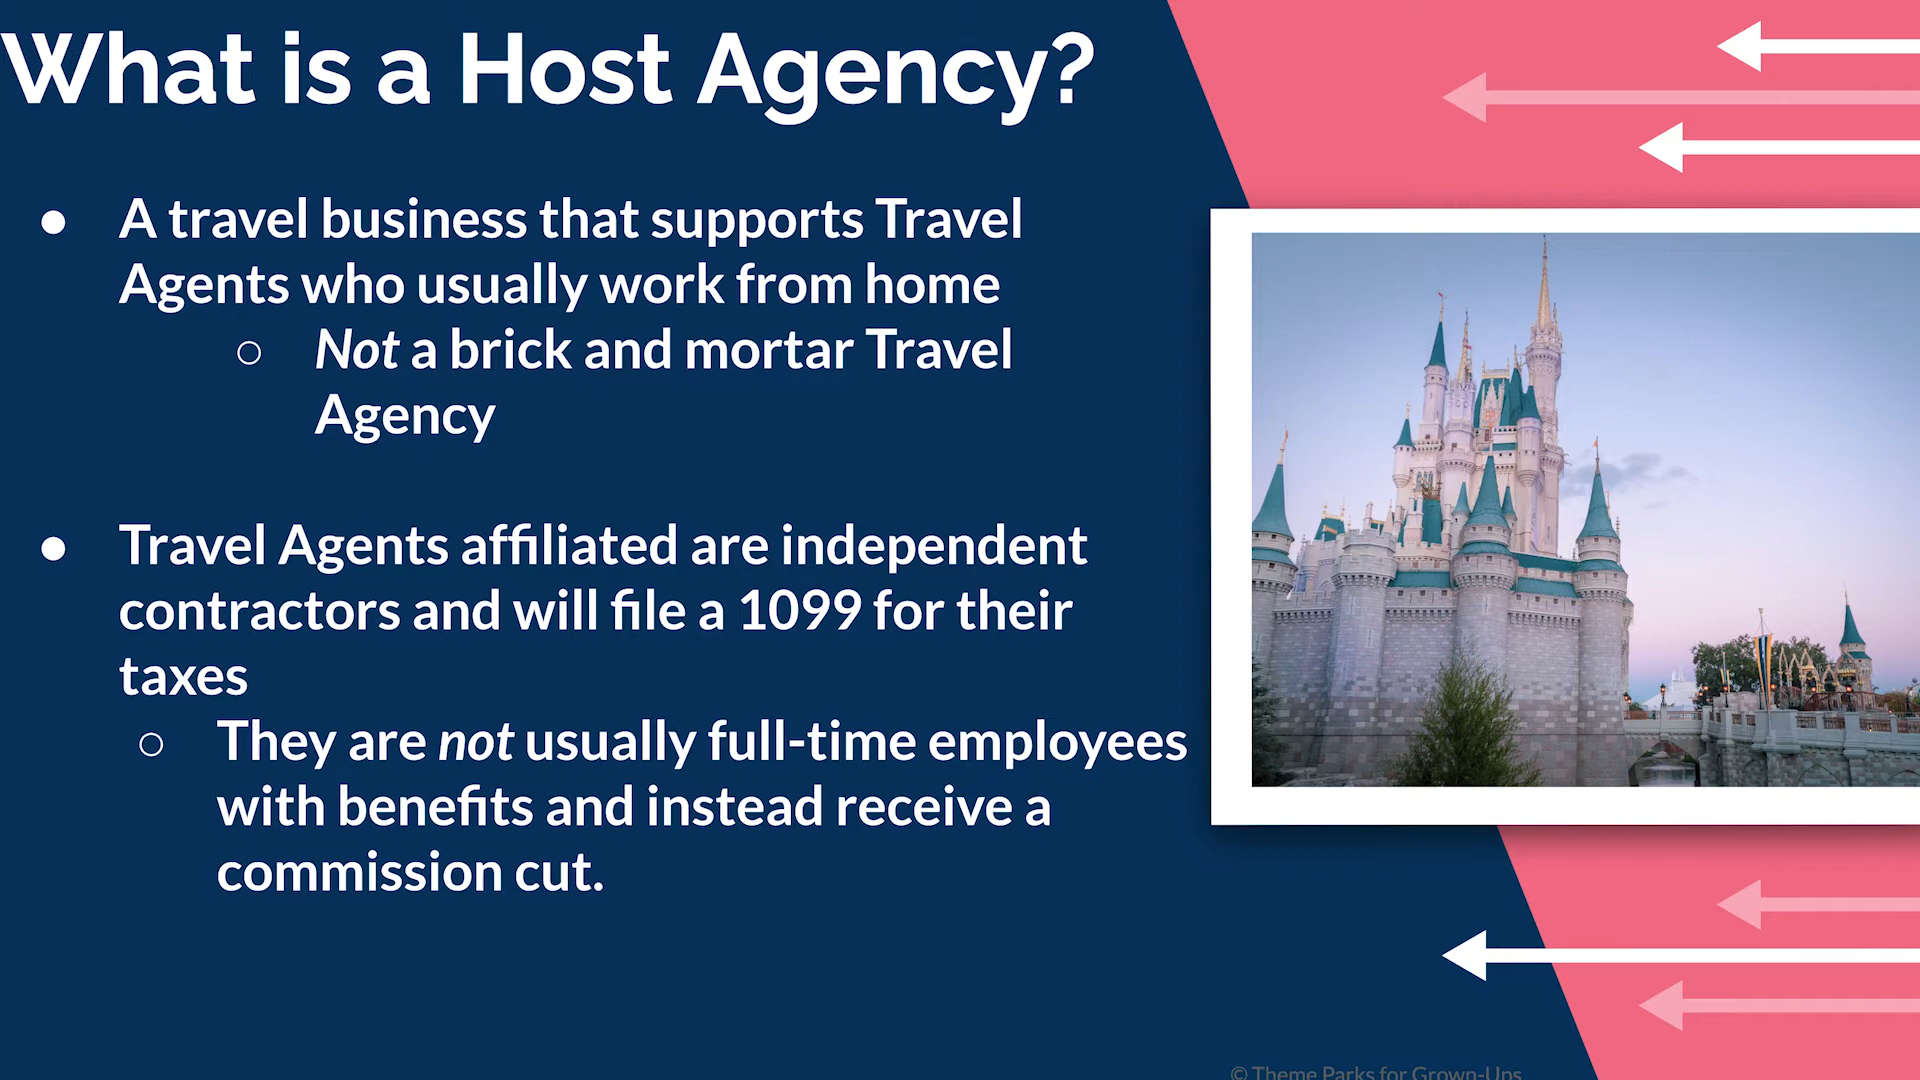 What is a Host Agency?
● A travel business that supports Travel
Agents who usually work from home
○ Not a brick and mortar Travel
Agency
● Travel Agents affiliated are independent
contractors and will file a 1099 for their
taxes
○ They are not usually full-time employees
with benefits and instead receive a
commission cut.
© Theme Parks for Grown-Ups